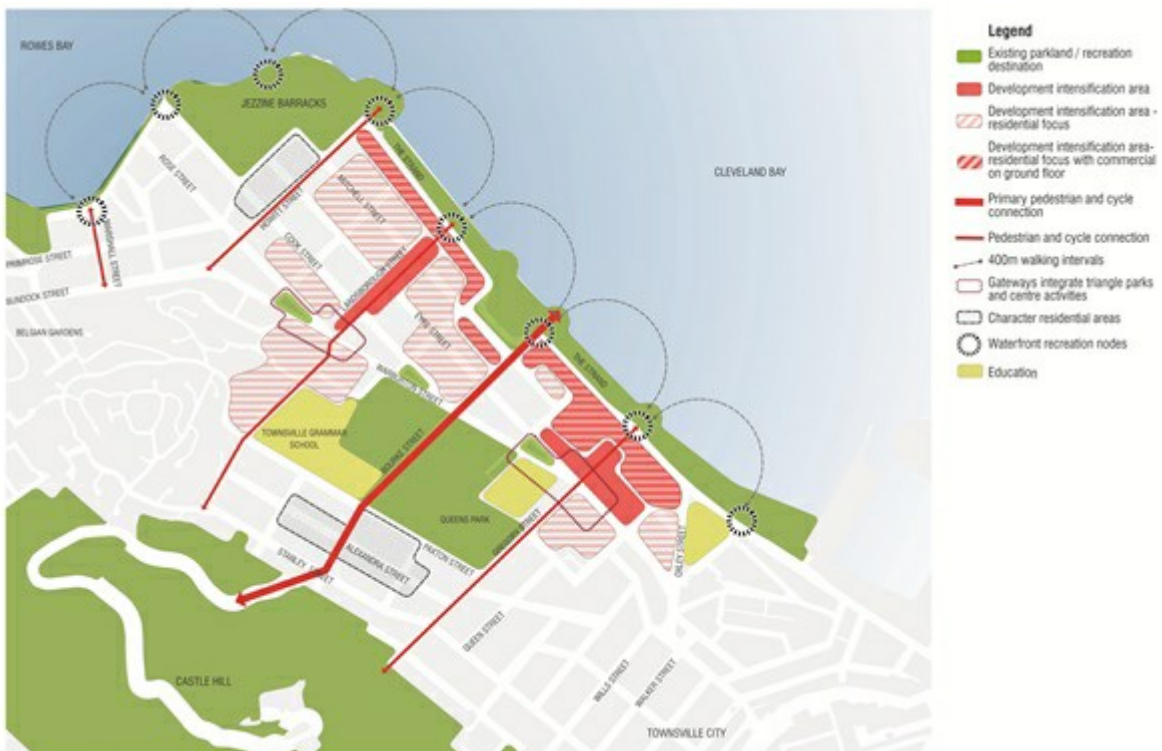 ROWES BAY
JEZZINE BARRACKS
CLEVELAND BAY
ROSE STREET
THE STRAND
MITCHELL STREET
COOK STREET
EYRE STREET
PRIMROSE STREET
BUNDOCK STREET
BELGIAN GARDENS
THE STRAND
TOWNSVILLE GRAMMAR
SCHOOL
BOURKE STREET
QUEENS PARK
PAXTON STREET
ALEXANDRA STREET
STANLEY STREET
OXLEY STREET
QUEEN STREET
CASTLE HILL
WILLS STREET
WALKER STREET
TOWNSVILLE CITY
Legend
Existing parkland / recreation
destination
Development intensification area
Development intensification area -
residential focus
Development intensification area-
residential focus with commercial
on ground floor
Primary pedestrian and cycle
connection
Pedestrian and cycle connection
400m walking intervals
Gateways integrate triangle parks
and centre activities
Character residential areas
Waterfront recreation nodes
Education